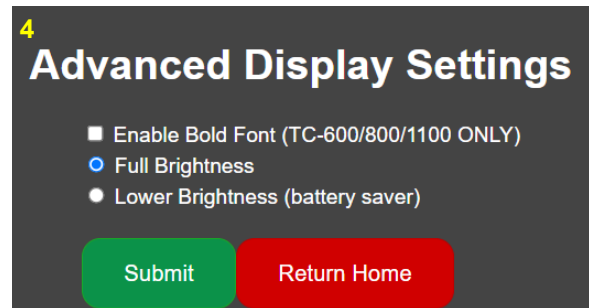 4
Advanced Display Settings
Enable Bold Font (TC-600/800/1100 ONLY)
Full Brightness
Lower Brightness (battery saver)
Submit Return Home